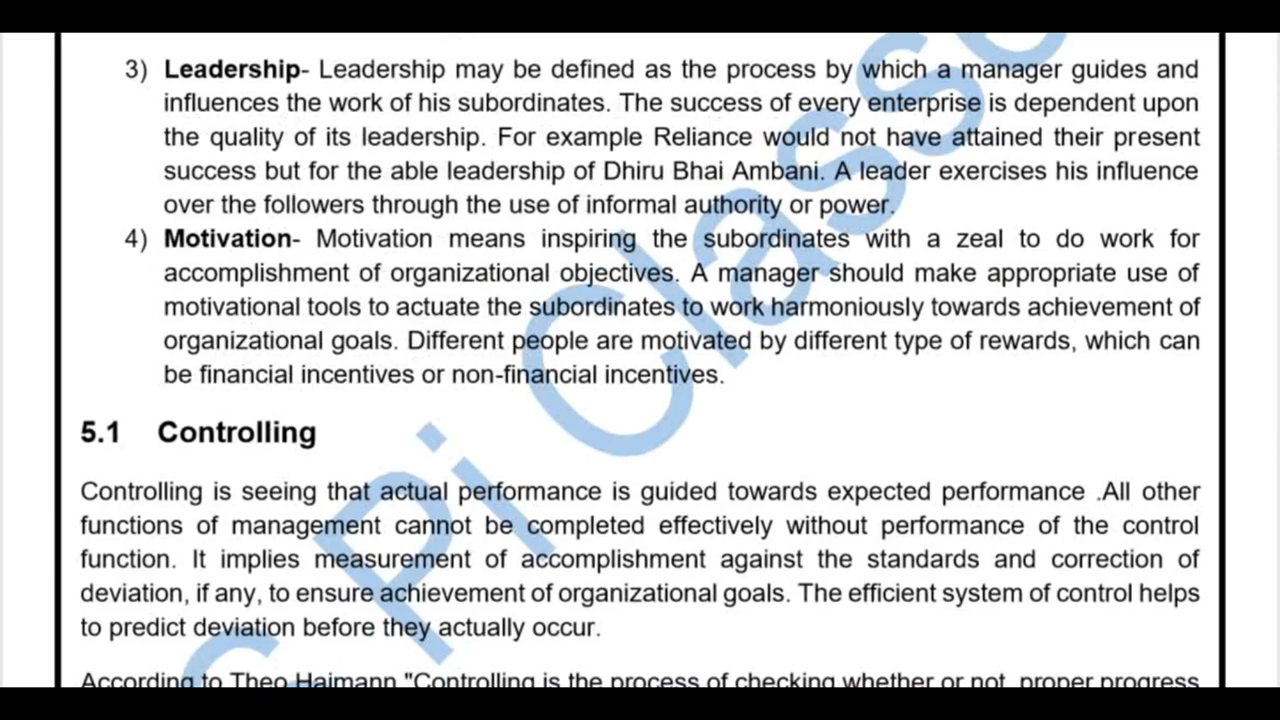 3) Leadership- Leadership may be defined as the process by which a manager guides and
influences the work of his subordinates. The success of every enterprise is dependent upon
the quality of its leadership. For example Reliance would not have attained their present
success but for the able leadership of Dhiru Bhai Ambani. A leader exercises his influence
over the followers through the use of informal authority or power.
4) Motivation- Motivation means inspiring the subordinates with a zeal to do work for
accomplishment of organizational objectives. A manager should make appropriate use of
motivational tools to actuate the subordinates to work harmoniously towards achievement of
organizational goals. Different people are motivated by different type of rewards, which can
be financial incentives or non-financial incentives.
5.1 Controlling
Controlling is seeing that actual performance is guided towards expected performance .All other
functions of management cannot be completed effectively without performance of the control
function. It implies measurement of accomplishment against the standards and correction of
deviation, if any, to ensure achievement of organizational goals. The efficient system of control helps
to predict deviation before they actually occur.
According to Theo Haimann "Controlling is the process of checking whether or not proper progress
S Pi Classe